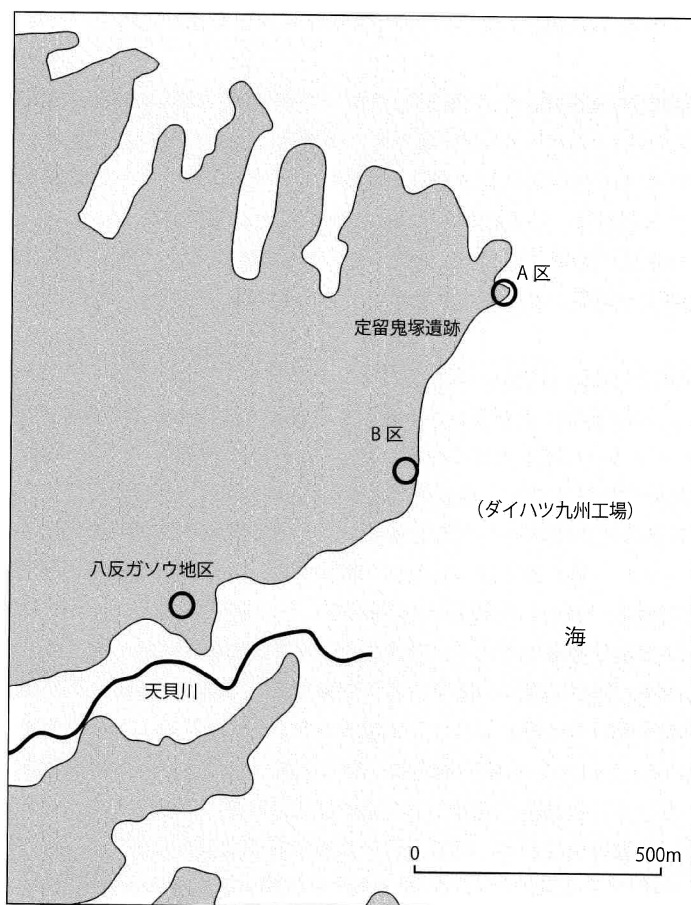 A 区
定留鬼塚遺跡
B 区
（ダイハツ九州工場）
八反ガソウ地区
海
天貝川
0 500m